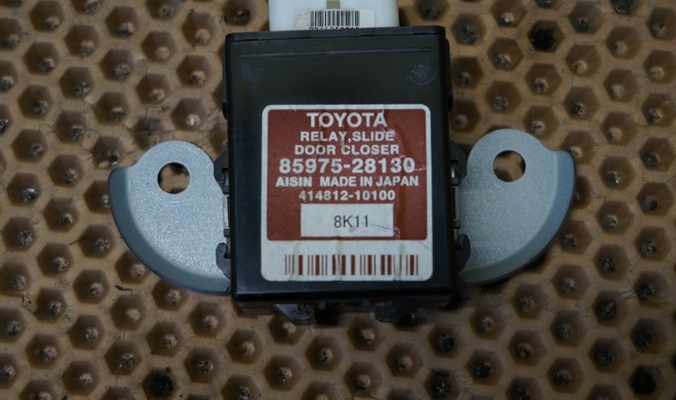 TOYOTA
RELAY,SLIDE
DOOR CLOSER
85975-28130
AISIN MADE IN JAPAN
414812-10100
8K11